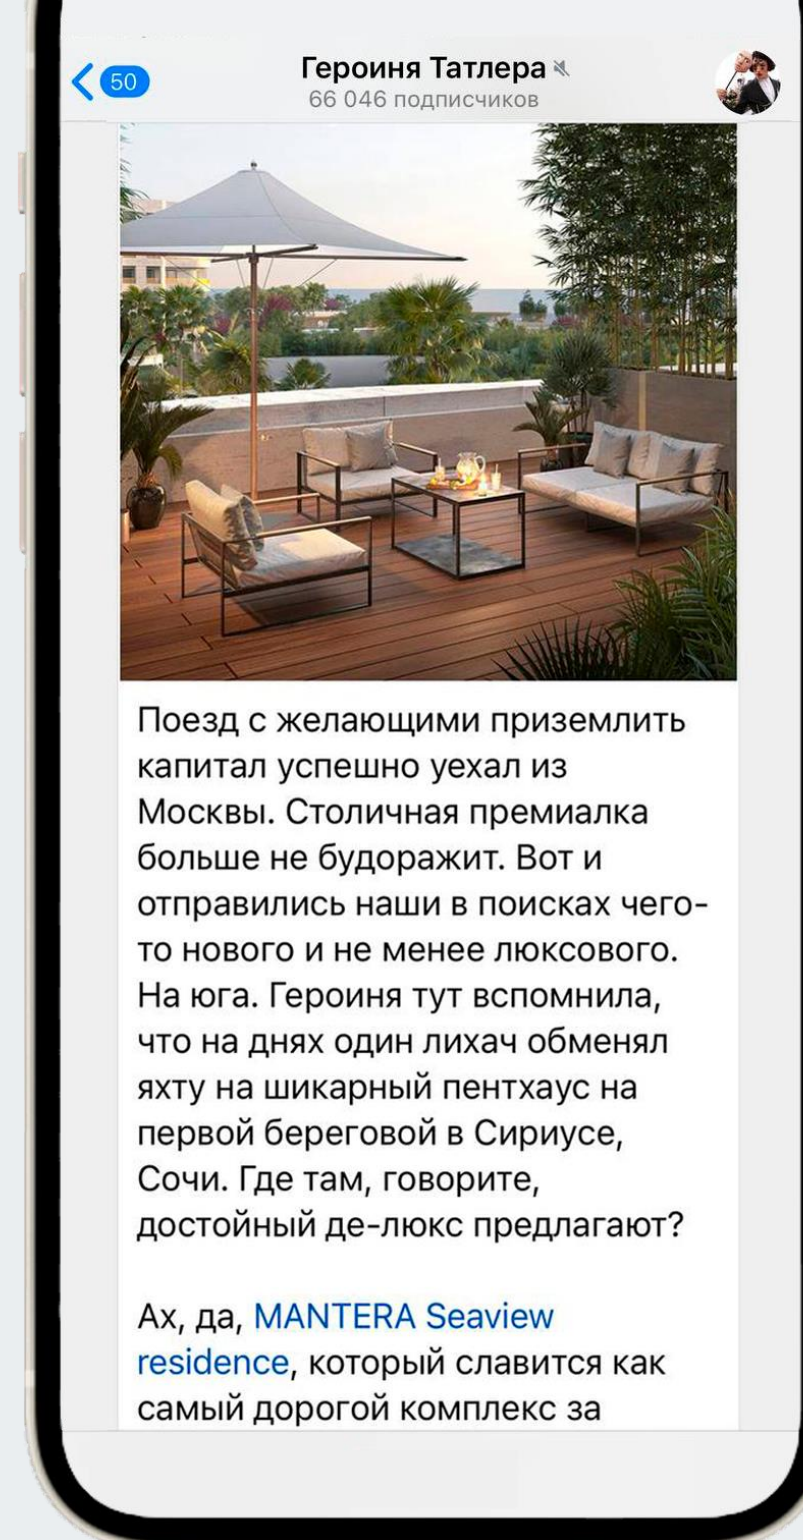 50
Героиня Татлера
66 046 подписчиков
Поезд с желающими приземлить
капитал успешно уехал из
Москвы. Столичная премиалка
больше не будоражит. Вот и
отправились наши в поисках чего-
то нового и не менее люксового.
На юга. Героиня тут вспомнила,
что на днях один лихач обменял
яхту на шикарный пентхаус на
первой береговой в Сириусе,
Сочи. Где там, говорите,
достойный де-люкс предлагают?
Ах, да, MANTERA Seaview
residence, который славится как
самый дорогой комплекс за